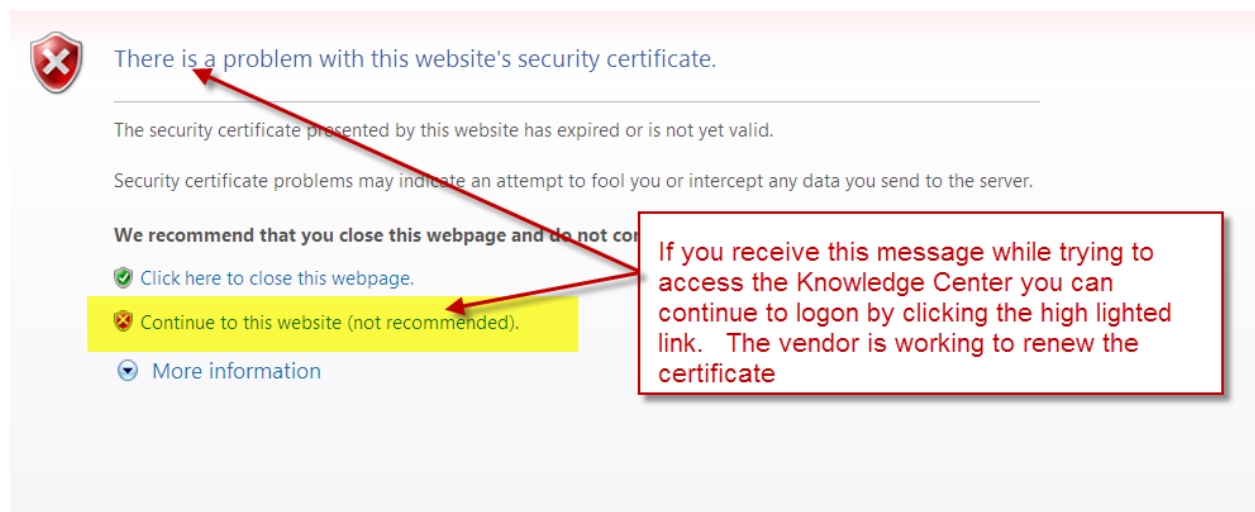 There is a problem with this website's security certificate.
The security certificate presented by this website has expired or is not yet valid.
Security certificate problems may indicate an attempt to fool you or intercept any data you send to the server.
We recommend that you close this webpage and do not
Click here to close this webpage.
Continue to this website (not recommended).
More information
If you receive this message while trying to
access the Knowledge Center you can
continue to logon by clicking the high lighted
link. The vendor is working to renew the
certificate